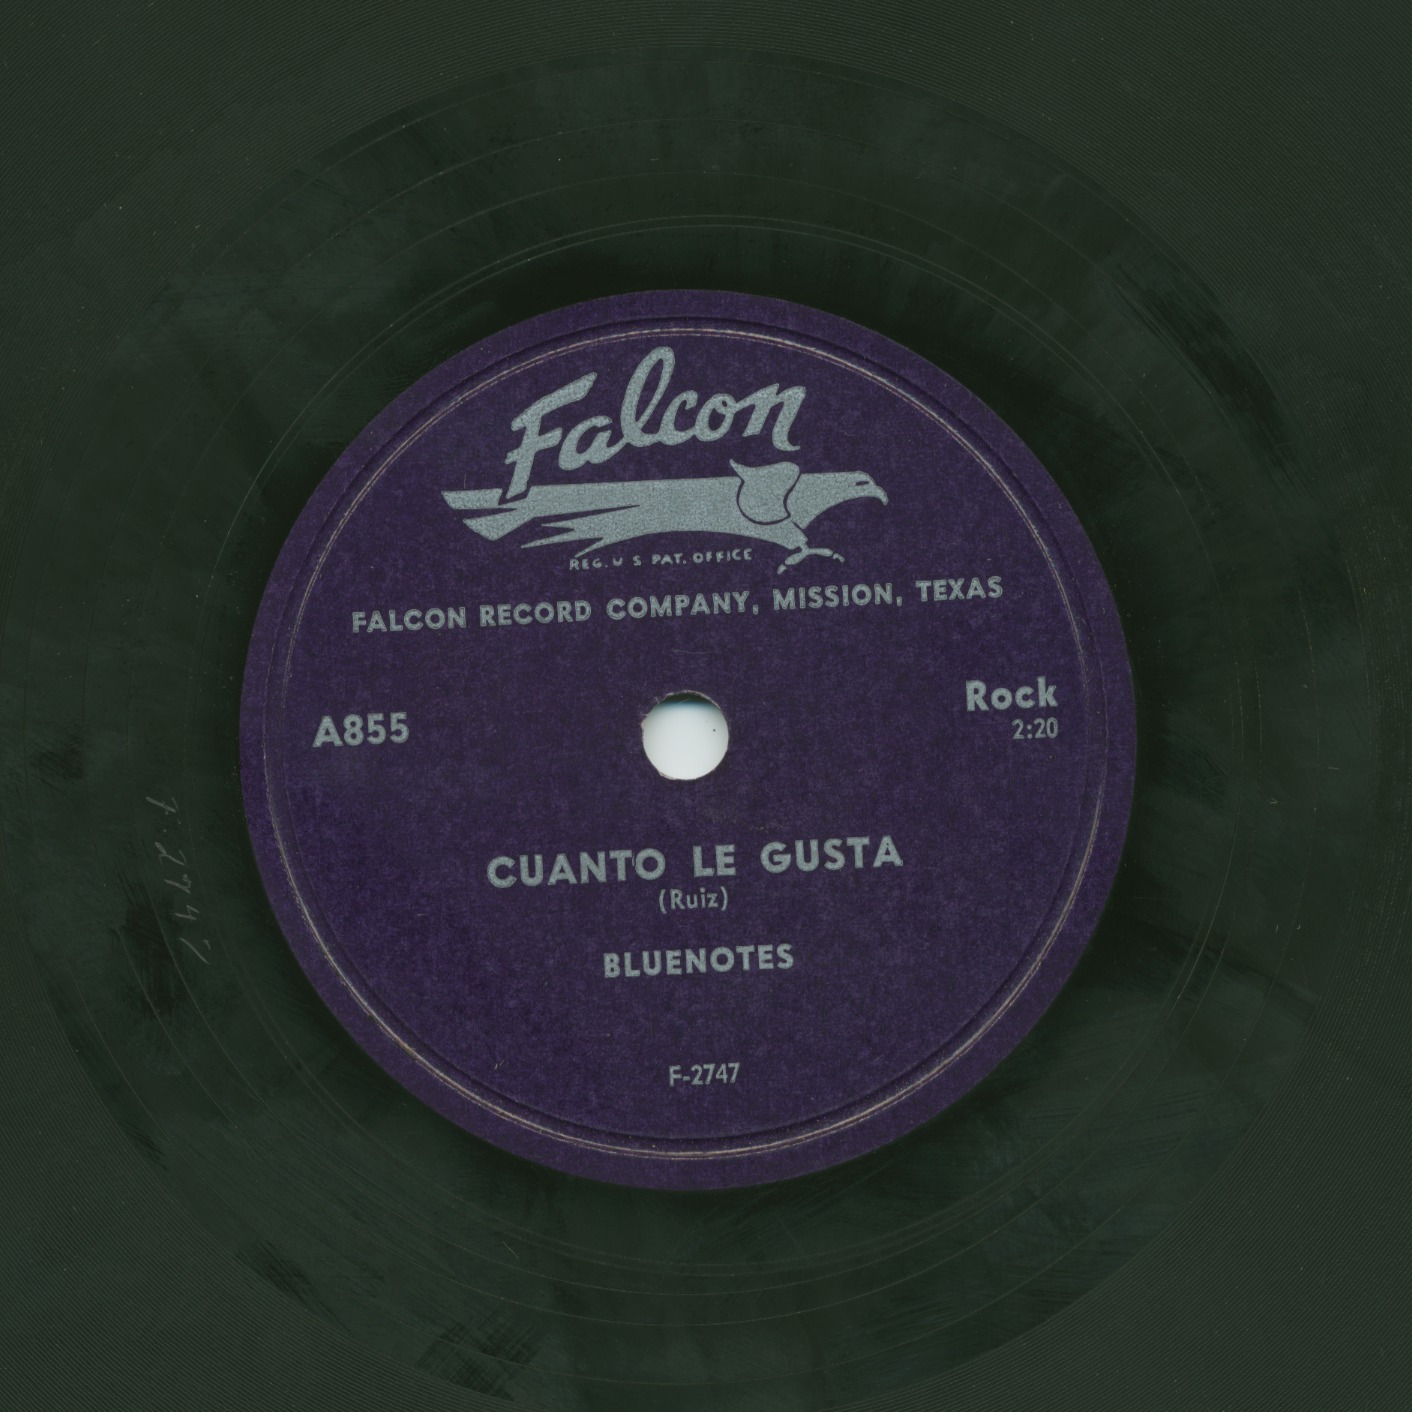 Falcon
REG. U S PAT. OFFICE
FALCON RECORD COMPANY, MISSION, TEXAS
A855
Rock
2:20
CUANTO LE GUSTA
(Ruiz)
BLUENOTES
F-2747
F-2747